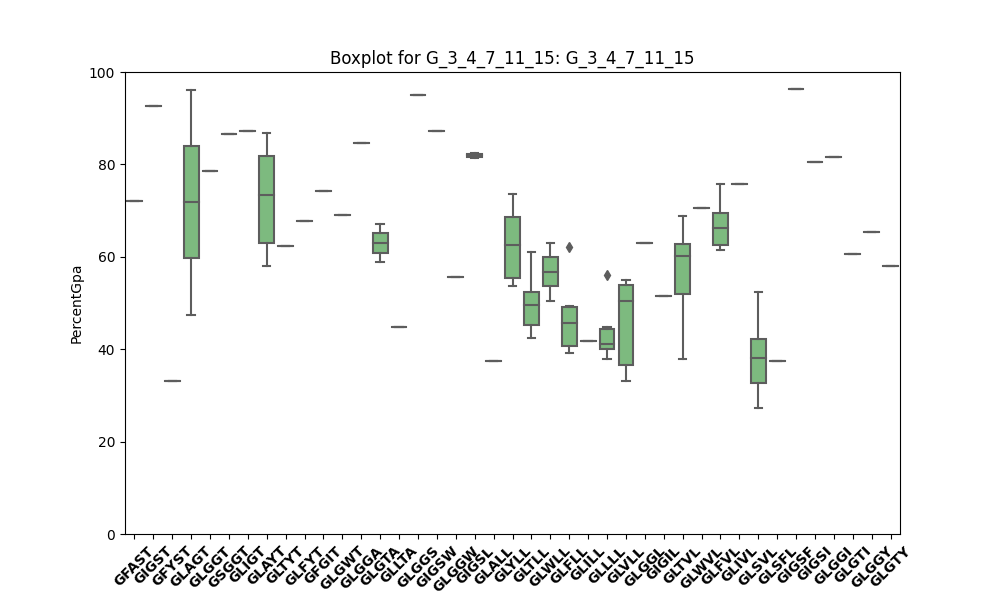 Boxplot for G_3_4_7_11_15: G_3_4_7_11_15
PercentGpa
100
80
60
40
20
0
GFAST
GIGST
GFYST
GLAGT
GLGGT
GSGGT
GLIGT
GLAYT
GLTYT
GLFYT
GFGIT
GLGWT
GLGGA
GLGTA
GLLTA
GLGGS
GIGSW
GLGGW
GIGSL
GLALL
GLYLL
GLTLL
GLWLL
GLFLL
GLILL
GLLLL
GLVLL
GLGGL
GIGIL
GLTVL
GLWVL
GLFVL
GLIVL
GLSVL
GLSFL
GIGSF
GIGSI
GLGGI
GLGTI
GLGGY
GLGTY